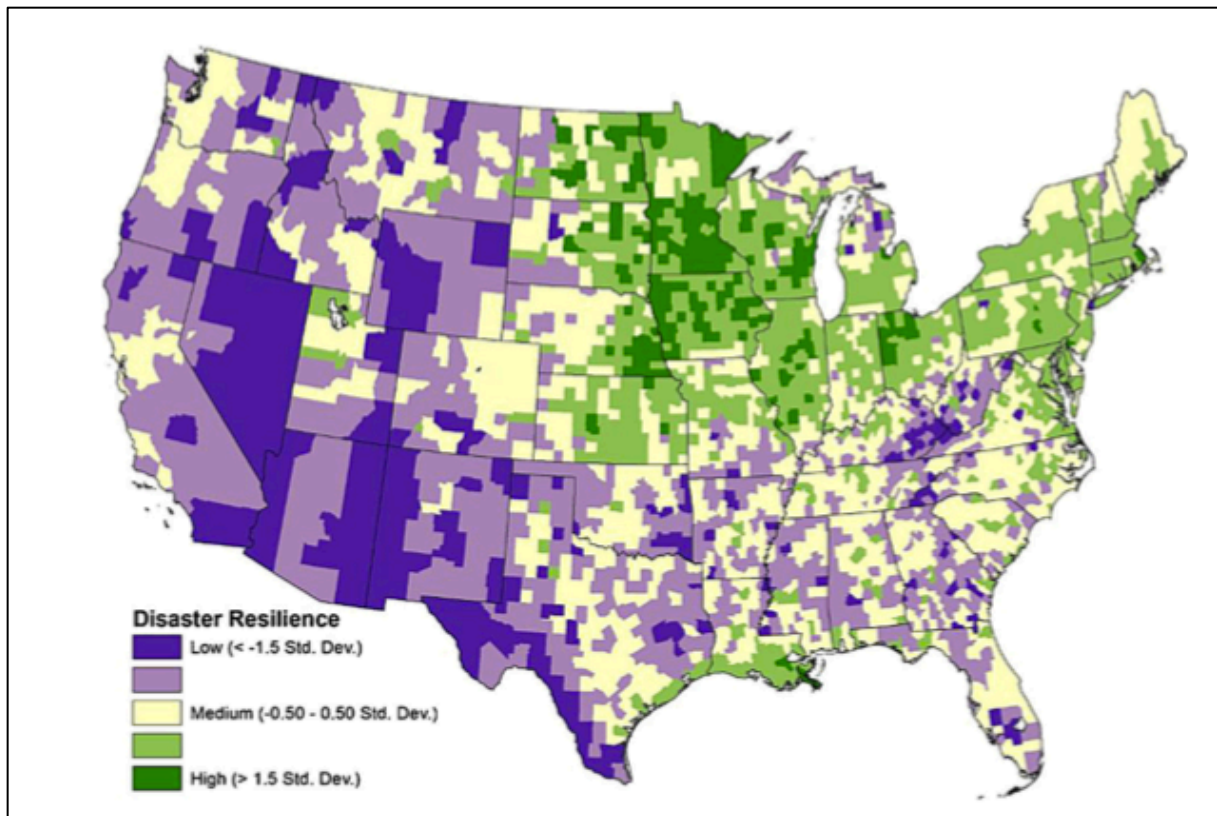 Disaster Resilience
Low (< -1.5 Std. Dev.)
Medium (-0.50 - 0.50 Std. Dev.)
High (> 1.5 Std. Dev.)